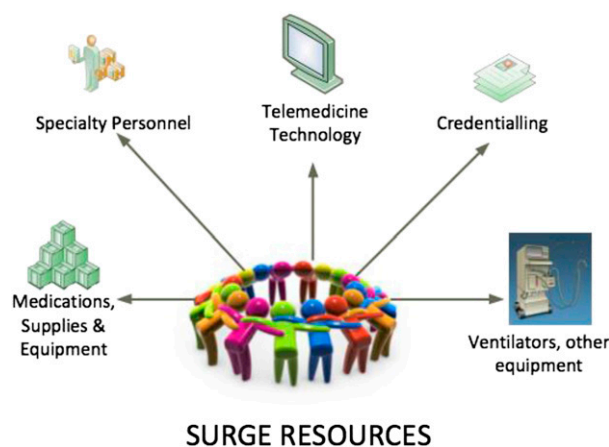 Specialty Personnel
Telemedicine
Technology
Credentialling
Medications,
Supplies &
Equipment
Ventilators, other
equipment
SURGE RESOURCES